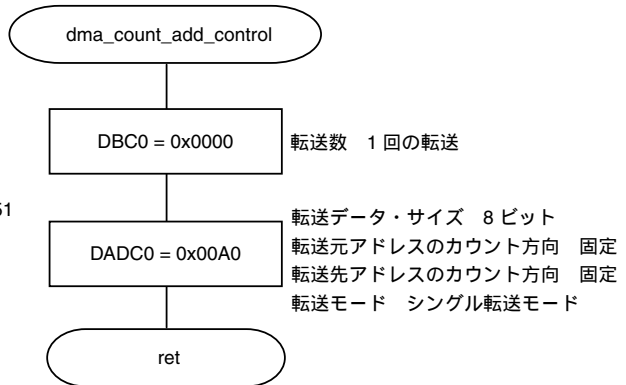 dma_count_add_control
DBC0 = 0x0000
転送数　1 回の転送
51
DADC0 = 0x00A0
転送データ・サイズ　8 ビット
転送元アドレスのカウント方向　固定
転送先アドレスのカウント方向　固定
転送モード　シングル転送モード
ret